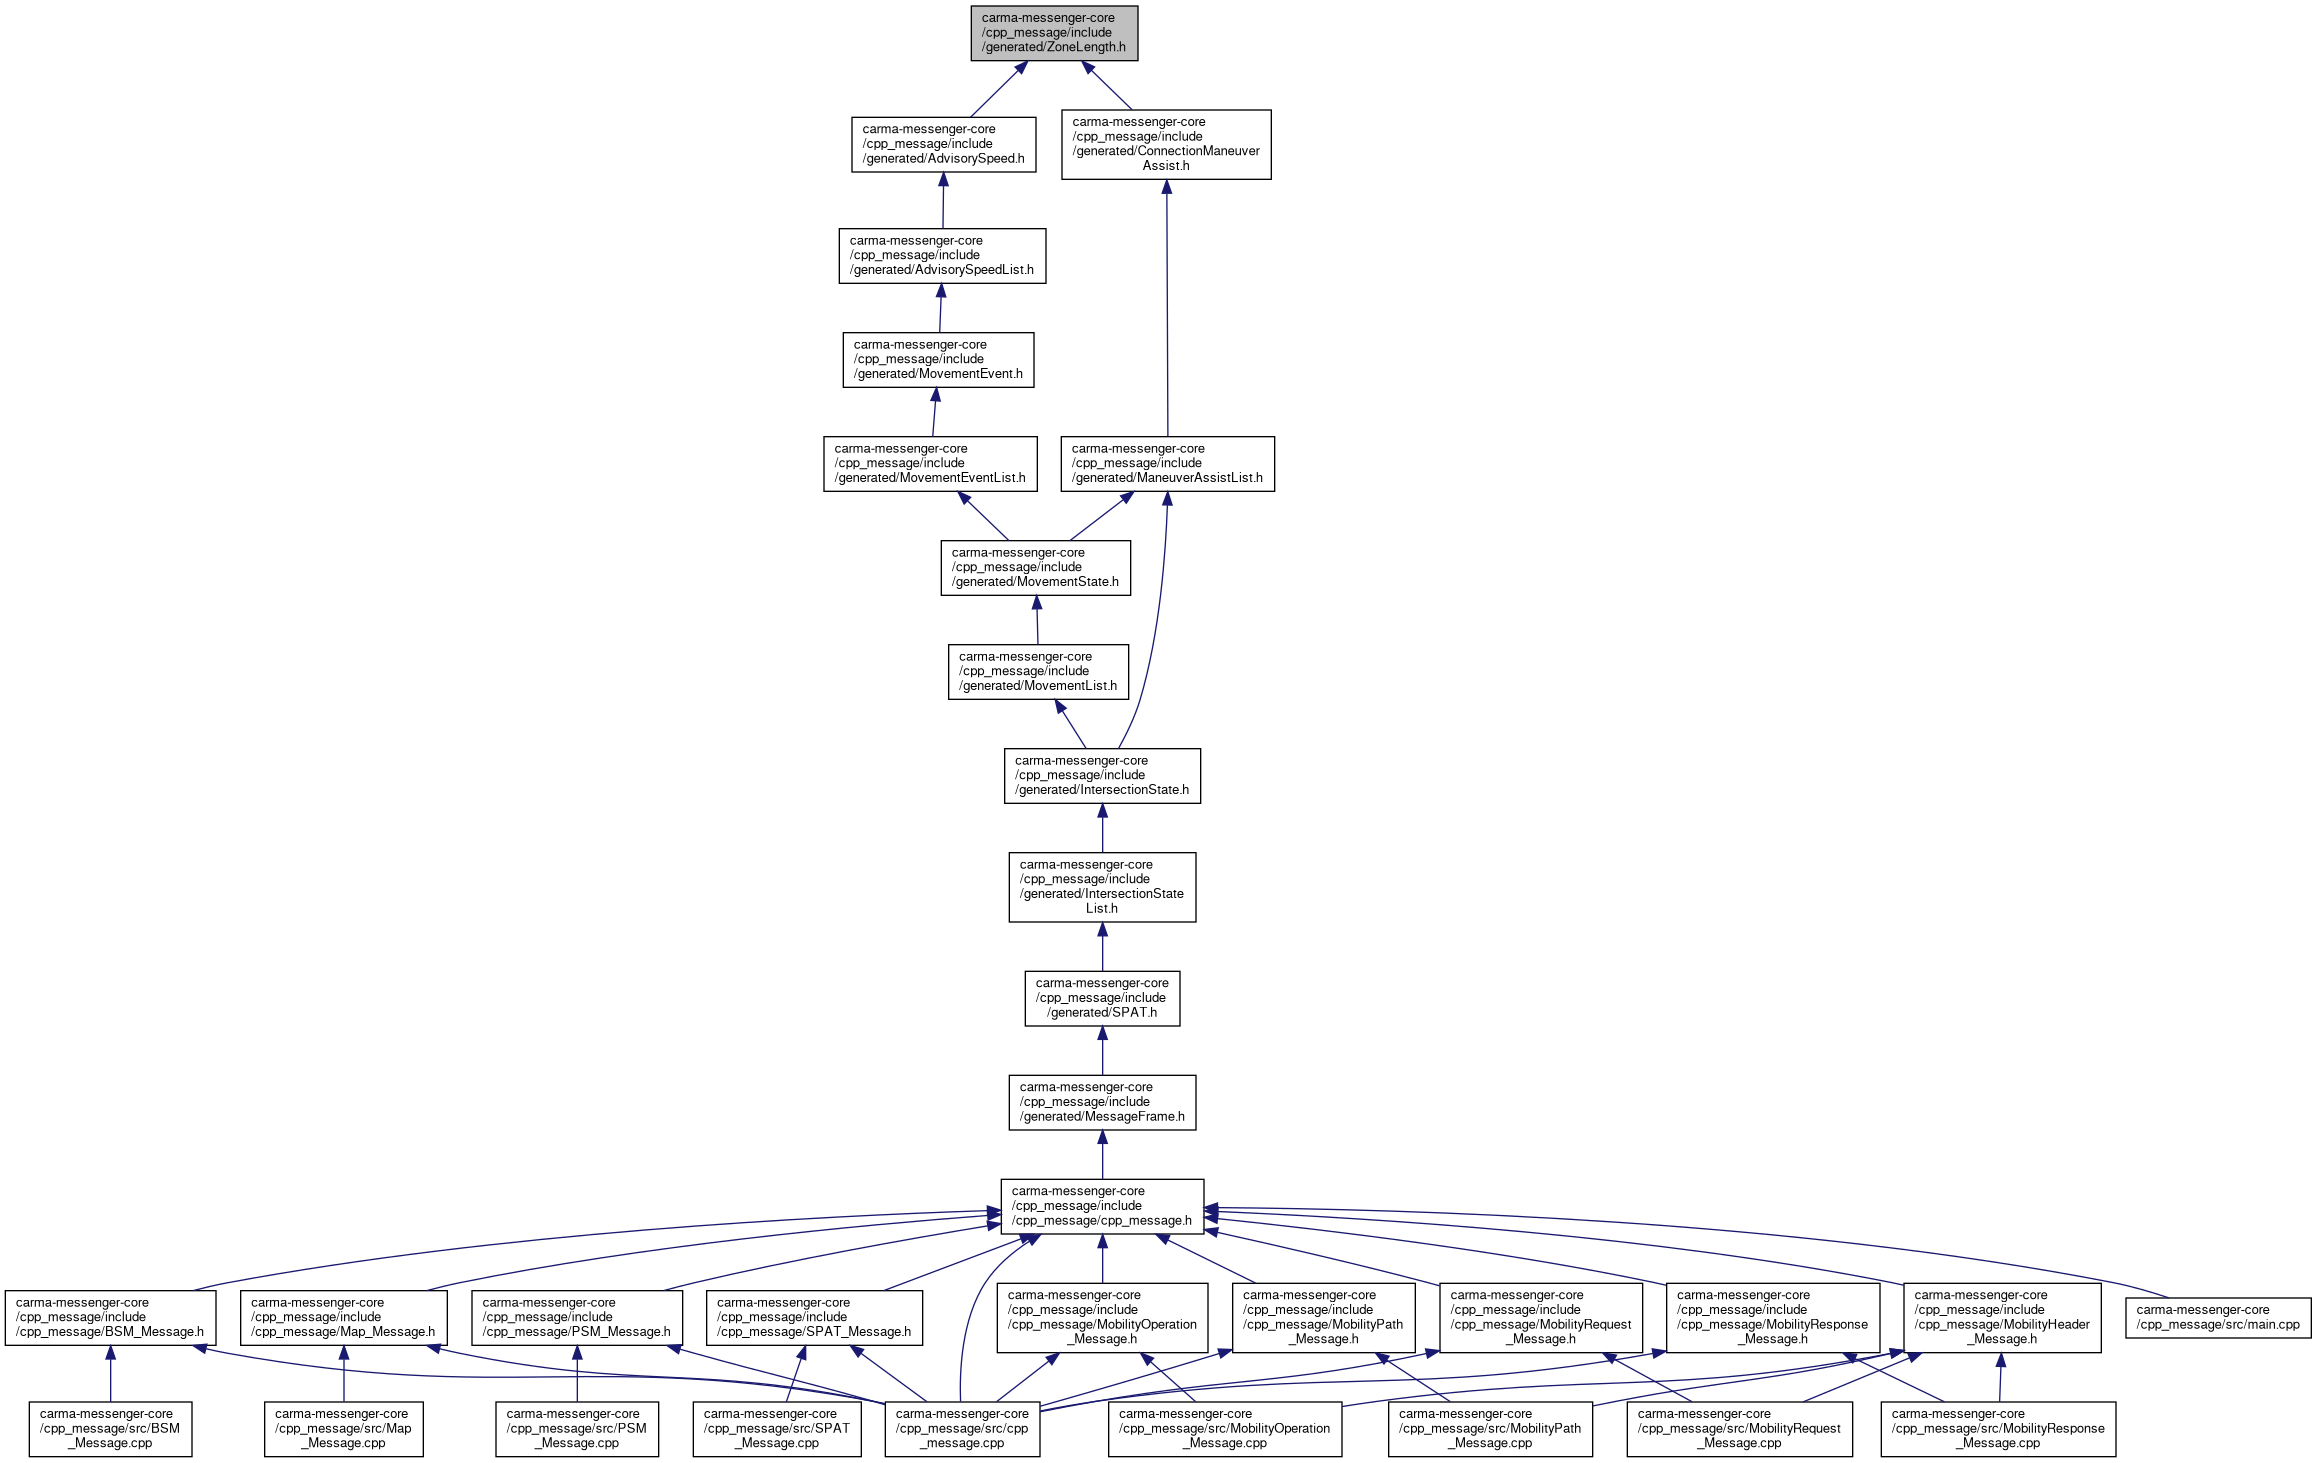 carma-messenger-core
/cpp_message/include
/generated/ZoneLength.h
carma-messenger-core
/cpp_message/include
/generated/AdvisorySpeed.h
carma-messenger-core
/cpp_message/include
/generated/ConnectionManeuver
Assist.h
carma-messenger-core
/cpp_message/include
/generated/AdvisorySpeedList.h
carma-messenger-core
/cpp_message/include
/generated/MovementEvent.h
carma-messenger-core
/cpp_message/include
/generated/MovementEventList.h
carma-messenger-core
/cpp_message/include
/generated/ManeuverAssistList.h
carma-messenger-core
/cpp_message/include
/generated/MovementState.h
carma-messenger-core
/cpp_message/include
/generated/MovementList.h
carma-messenger-core
/cpp_message/include
/generated/IntersectionState.h
carma-messenger-core
/cpp_message/include
/generated/IntersectionState
List.h
carma-messenger-core
/cpp_message/include
/generated/SPAT.h
carma-messenger-core
/cpp_message/include
/generated/MessageFrame.h
carma-messenger-core
/cpp_message/include
/cpp_message/cpp_message.h
carma-messenger-core
/cpp_message/include
/cpp_message/BSM_Message.h
carma-messenger-core
/cpp_message/include
/cpp_message/Map_Message.h
carma-messenger-core
/cpp_message/include
/cpp_message/PSM_Message.h
carma-messenger-core
/cpp_message/include
/cpp_message/SPAT_Message.h
carma-messenger-core
/cpp_message/include
/cpp_message/MobilityOperation
_Message.h
carma-messenger-core
/cpp_message/include
/cpp_message/MobilityPath
_Message.h
carma-messenger-core
/cpp_message/include
/cpp_message/MobilityRequest
_Message.h
carma-messenger-core
/cpp_message/include
/cpp_message/MobilityResponse
_Message.h
carma-messenger-core
/cpp_message/include
/cpp_message/MobilityHeader
_Message.h
carma-messenger-core
/cpp_message/src/main.cpp
carma-messenger-core
/cpp_message/src/BSM
_Message.cpp
carma-messenger-core
/cpp_message/src/Map
_Message.cpp
carma-messenger-core
/cpp_message/src/PSM
_Message.cpp
carma-messenger-core
/cpp_message/src/SPAT
_Message.cpp
carma-messenger-core
/cpp_message/src/cpp
_message.cpp
carma-messenger-core
/cpp_message/src/MobilityOperation
_Message.cpp
carma-messenger-core
/cpp_message/src/MobilityPath
_Message.cpp
carma-messenger-core
/cpp_message/src/MobilityRequest
_Message.cpp
carma-messenger-core
/cpp_message/src/MobilityResponse
_Message.cpp